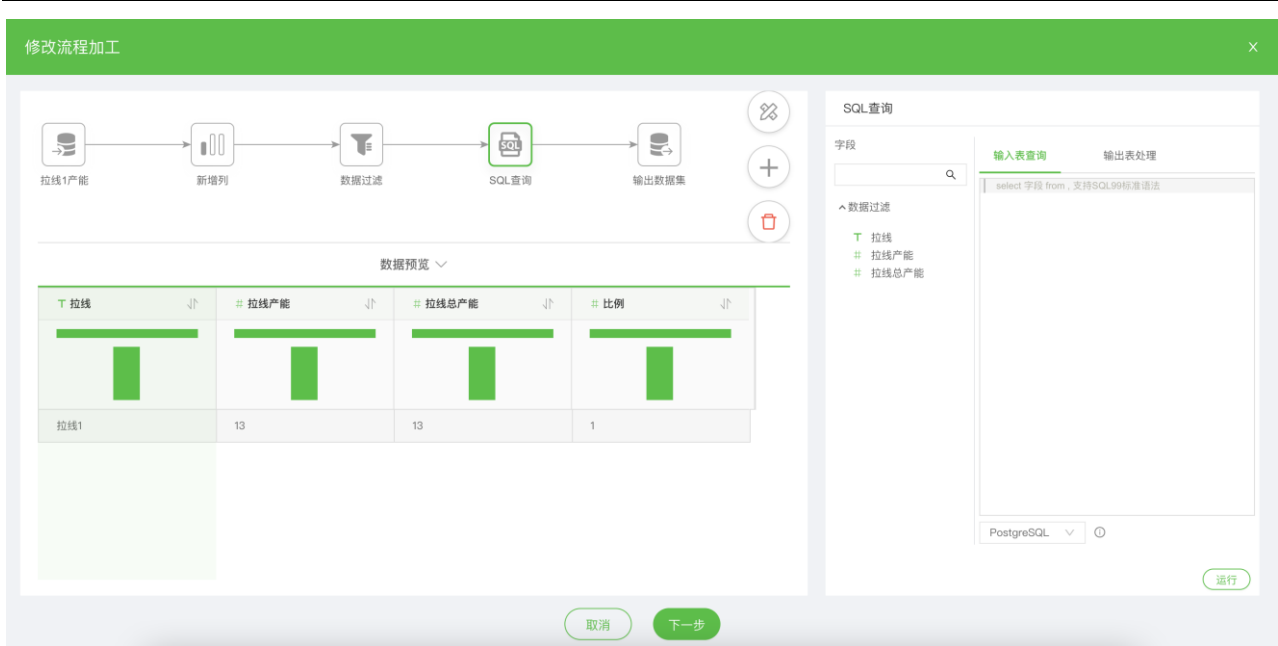 修改流程加工
X
拉线1产能
新增列
数据过滤
SQL
SQL查询
输出数据集
数据预览
T 拉线
# 拉线产能
# 拉线总产能
# 比例
拉线1
13
13
1
SQL查询
字段
数据过滤
T 拉线
# 拉线产能
# 拉线总产能
输入表查询
输出表处理
select 字段 from , 支持SQL99标准语法
PostgreSQL
运行
取消
下一步